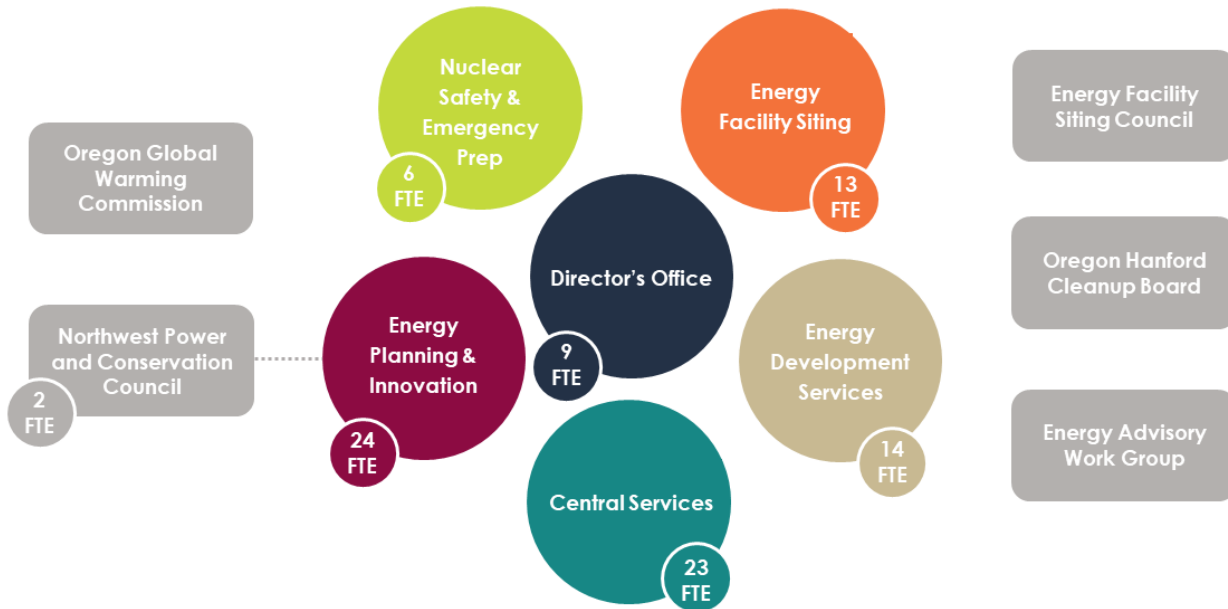 Nuclear
Safety &
Emergency
Prep
6
FTE
Energy
Facility Siting
13
FTE
Energy Facility
Siting Council
Oregon Global
Warming
Commission
Director's Office
9
FTE
Oregon Hanford
Cleanup Board
Northwest Power
and Conservation
Council
2
FTE
Energy
Planning &
Innovation
24
FTE
Energy
Development
Services
14
FTE
Energy Advisory
Work Group
Central Services
23
FTE